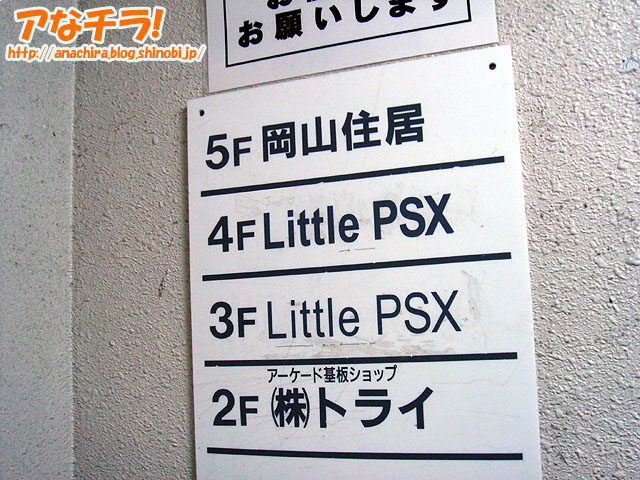 アなチラ!
http://anachira.blog.shinobi.jp/
お願いします
5F 岡山住居
4F Little PSX
3F Little PSX
アーケード基板ショップ
2F ㈱トライ